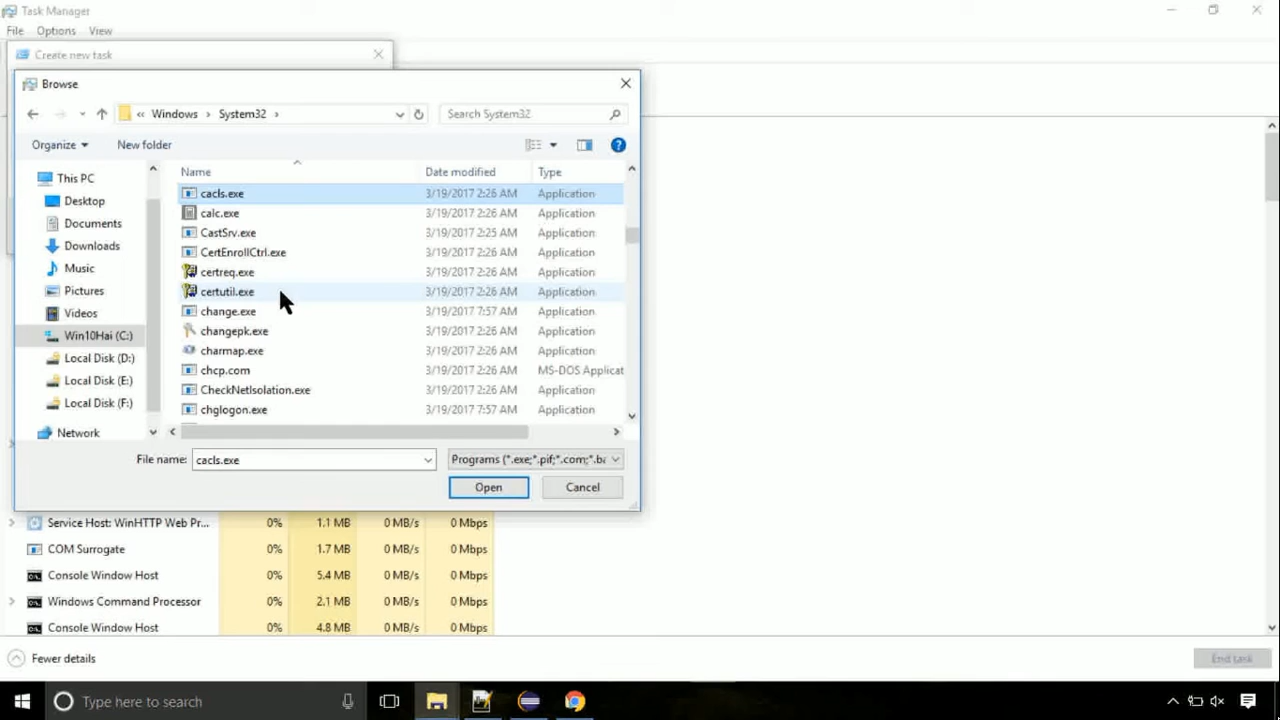 Task Manager
File Options View
Create new task
Browse
« Windows › System32 ›
Search System32
Organize New folder
Name Date modified Type
This PC
Desktop
Documents
Downloads
Music
Pictures
Videos
Win10Hai (C:)
Local Disk (D:)
Local Disk (E:)
Local Disk (F:)
Network
cacls.exe 3/19/2017 2:26 AM Application
calc.exe 3/19/2017 2:26 AM Application
CastSrv.exe 3/19/2017 2:25 AM Application
CertEnrollCtrl.exe 3/19/2017 2:26 AM Application
certreq.exe 3/19/2017 2:26 AM Application
certutil.exe 3/19/2017 2:26 AM Application
change.exe 3/19/2017 7:57 AM Application
changepk.exe 3/19/2017 2:26 AM Application
charmap.exe 3/19/2017 2:26 AM Application
chcp.com 3/19/2017 2:26 AM MS-DOS Applicat
CheckNetIsolation.exe 3/19/2017 2:26 AM Application
chglogon.exe 3/19/2017 7:57 AM Application
File name: cacls.exe Programs (*.exe;*.pif;*.com;*.ba
Open Cancel
Service Host: WinHTTP Web Pr... 0% 1.1 MB 0 MB/s 0 Mbps
COM Surrogate 0% 1.7 MB 0 MB/s 0 Mbps
Console Window Host 0% 5.4 MB 0 MB/s 0 Mbps
Windows Command Processor 0% 2.1 MB 0 MB/s 0 Mbps
Console Window Host 0% 4.8 MB 0 MB/s 0 Mbps
Fewer details End task
Type here to search